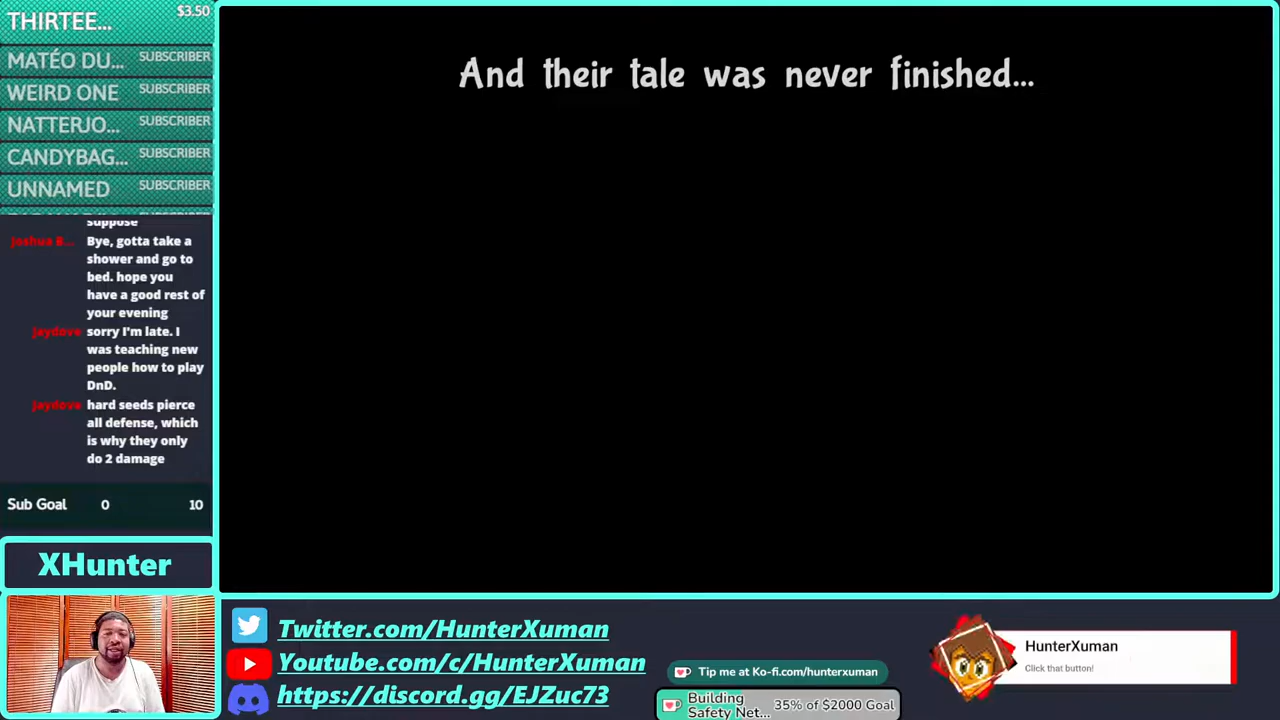 THIRTEE... $3.50
MATÉO DU... SUBSCRIBER
WEIRD ONE SUBSCRIBER
NATTERJO... SUBSCRIBER
CANDYBAG... SUBSCRIBER
UNNAMED SUBSCRIBER
suppose
Joshua B... Bye, gotta take a
shower and go to
bed. hope you
have a good rest of
your evening
Jaydove sorry I'm late. I
was teaching new
people how to play
DnD.
Jaydove hard seeds pierce
all defense, which
is why they only
do 2 damage
Sub Goal 0 10
XHunter
And their tale was never finished...
Twitter.com/HunterXuman
Youtube.com/c/HunterXuman
https://discord.gg/EJZuc73
Tip me at Ko-fi.com/hunterxuman
Building
Safety Net...
35% of $2000 Goal
HunterXuman
Click that button!